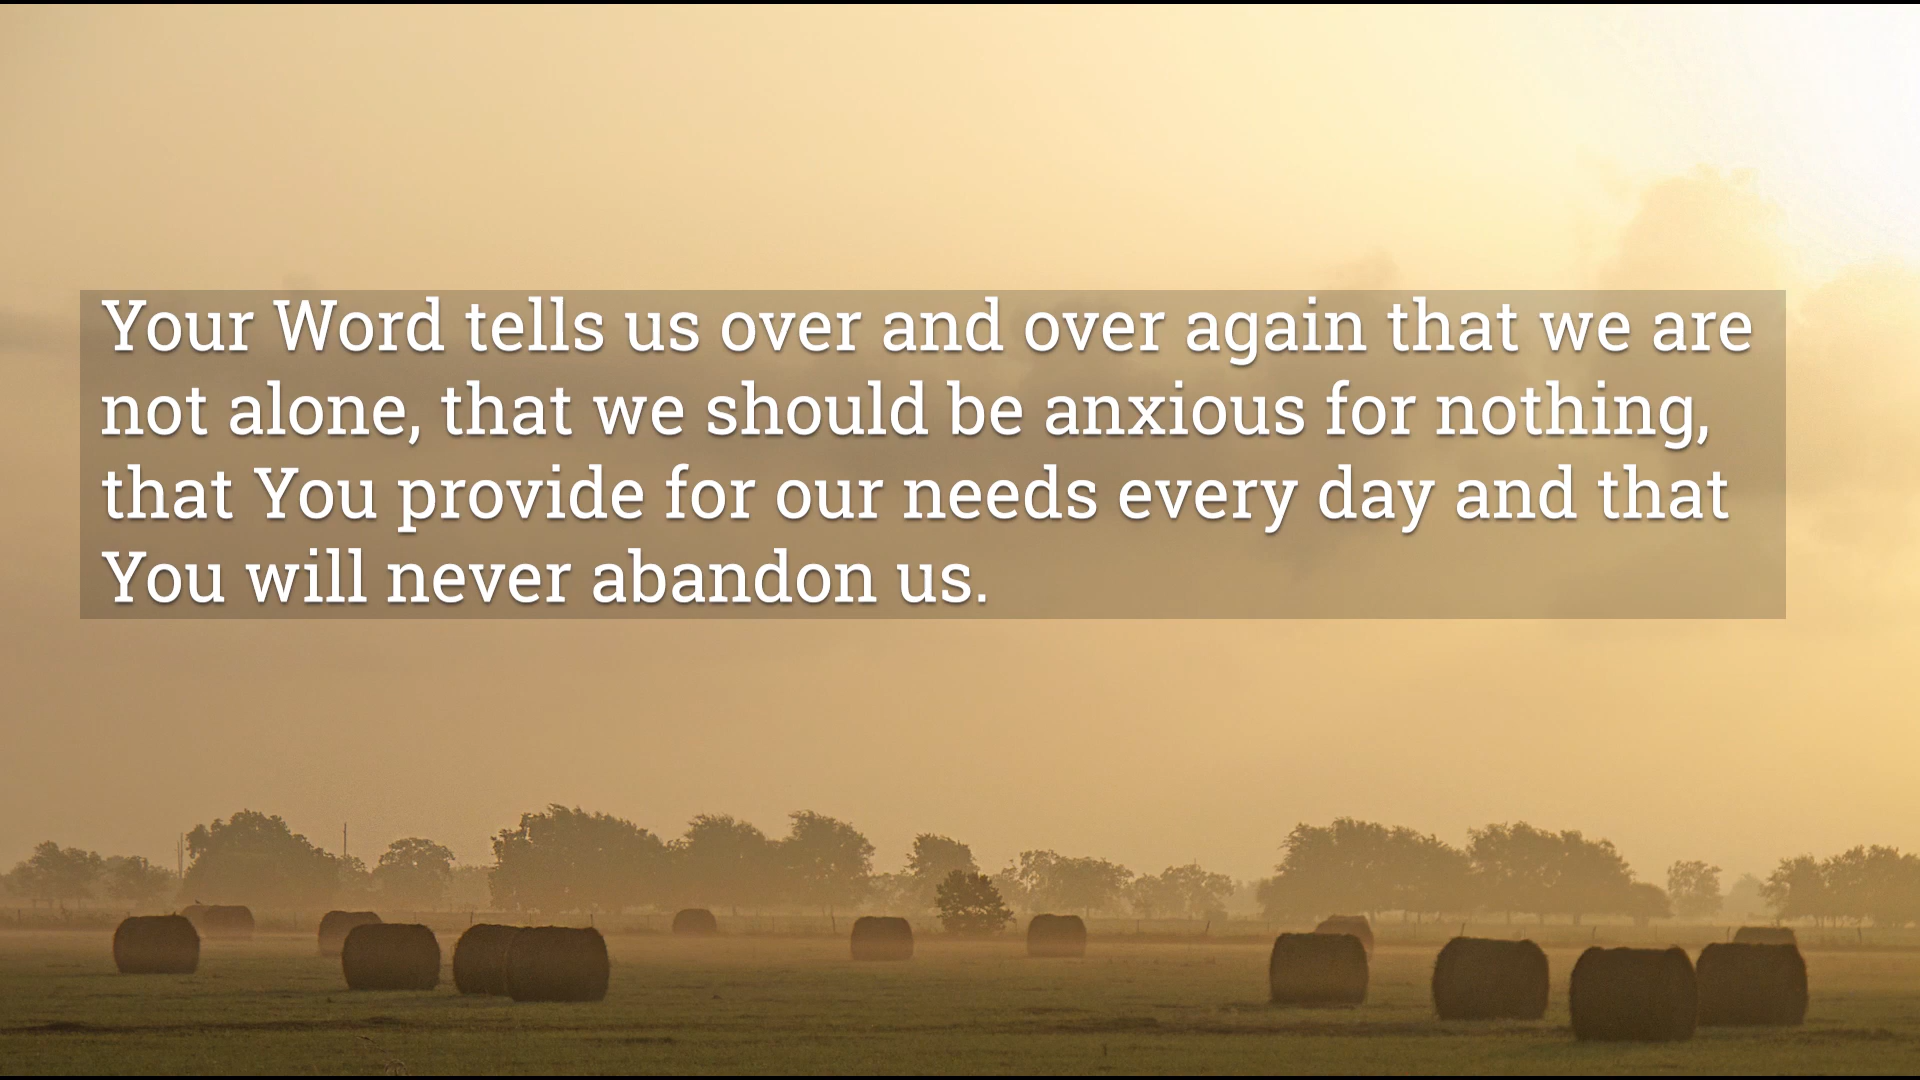 Your Word tells us over and over again that we are
not alone, that we should be anxious for nothing,
that You provide for our needs every day and that
You will never abandon us.